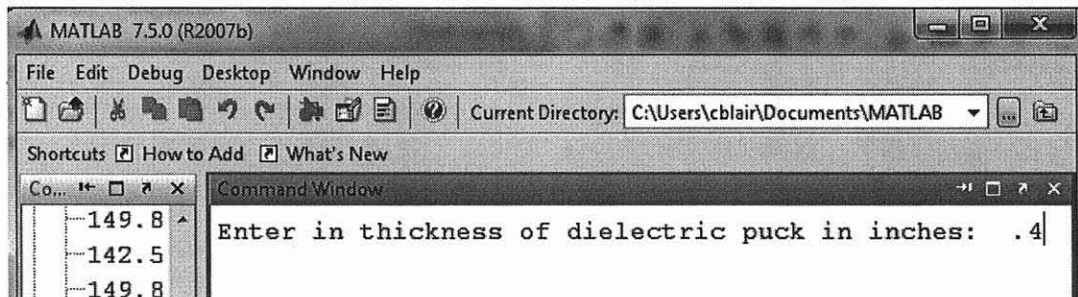 MATLAB 7.5.0 (R2007b)
File Edit Debug Desktop Window Help
Current Directory: C:\Users\cblair\Documents\MATLAB
Shortcuts How to Add What's New
Co... Command Window
149.8
142.5
149.8
Enter in thickness of dielectric puck in inches: .4